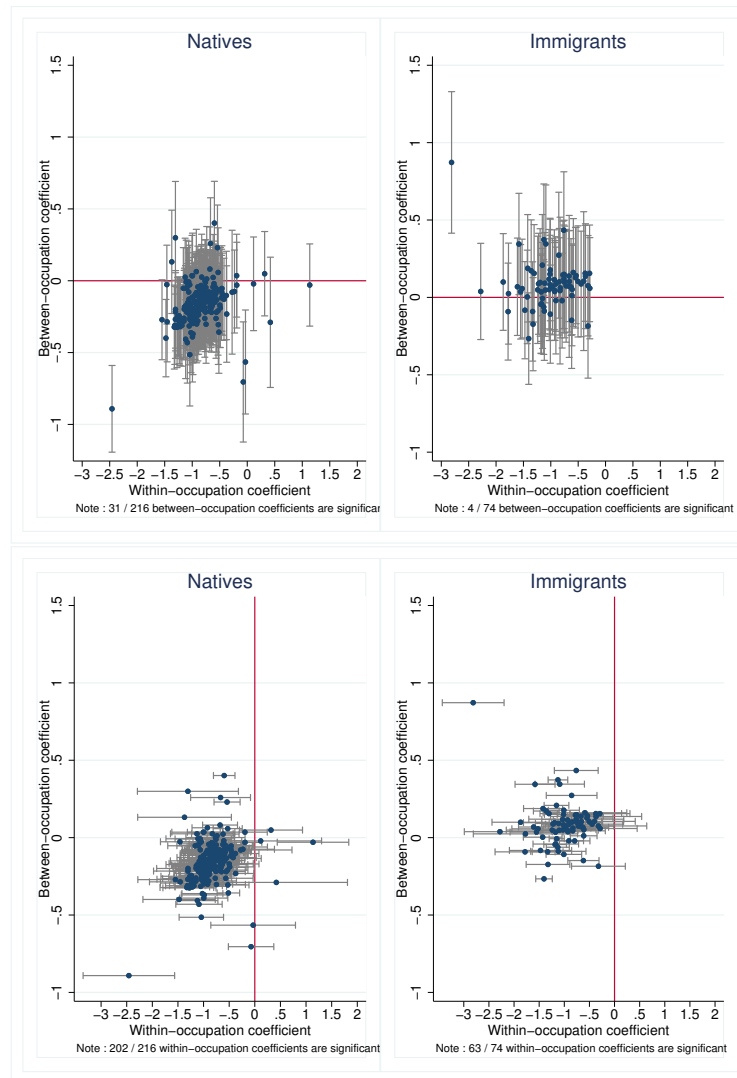 Natives
Immigrants
Between−occupation coefficient
1.5
1
.5
0
−.5
−1
−3 −2.5 −2 −1.5 −1 −.5 0 .5 1 1.5 2
Within−occupation coefficient
Note : 31 / 216 between−occupation coefficients are significan
Between−occupation coefficient
1.5
1
.5
0
−.5
−1
−3 −2.5 −2 −1.5 −1 −.5 0 .5 1 1.5 2
Within−occupation coefficient
Note : 4 / 74 between−occupation coefficients are significant
Natives
Immigrants
Between−occupation coefficient
1.5
1
.5
0
−.5
−1
−3 −2.5 −2 −1.5 −1 −.5 0 .5 1 1.5 2
Within−occupation coefficient
Note : 202 / 216 within−occupation coefficients are significant
Between−occupation coefficient
1.5
1
.5
0
−.5
−1
−3 −2.5 −2 −1.5 −1 −.5 0 .5 1 1.5 2
Within−occupation coefficient
Note : 63 / 74 within−occupation coefficients are significant